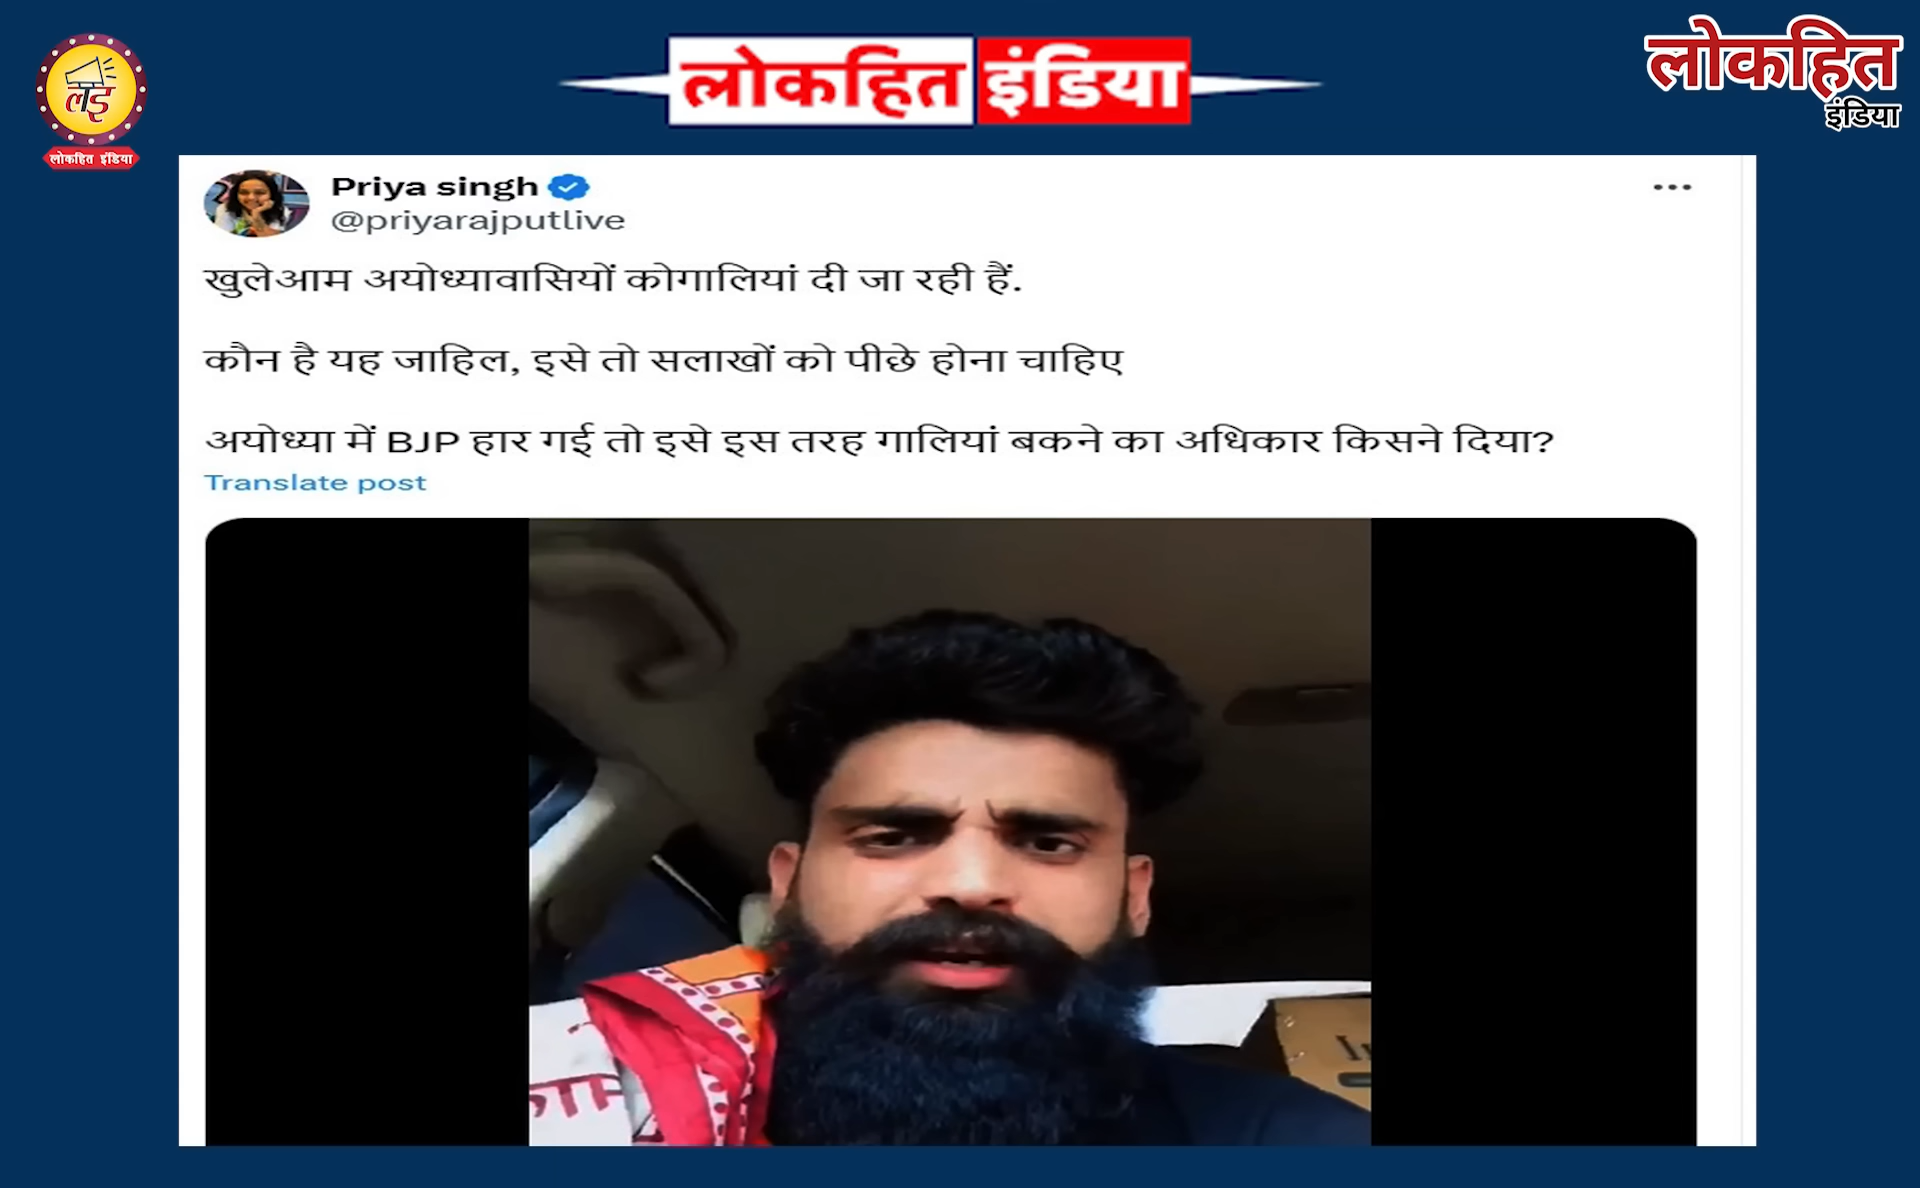 लोकहित इंडिया
लोकहित
इंडिया
लइ
लोकहित इंडिया
Priya singh
@priyarajputlive
खुलेआम अयोध्यावासियों कोगालियां दी जा रही हैं.
कौन है यह जाहिल, इसे तो सलाखों को पीछे होना चाहिए
अयोध्या में BJP हार गई तो इसे इस तरह गालियां बकने का अधिकार किसने दिया?
Translate post